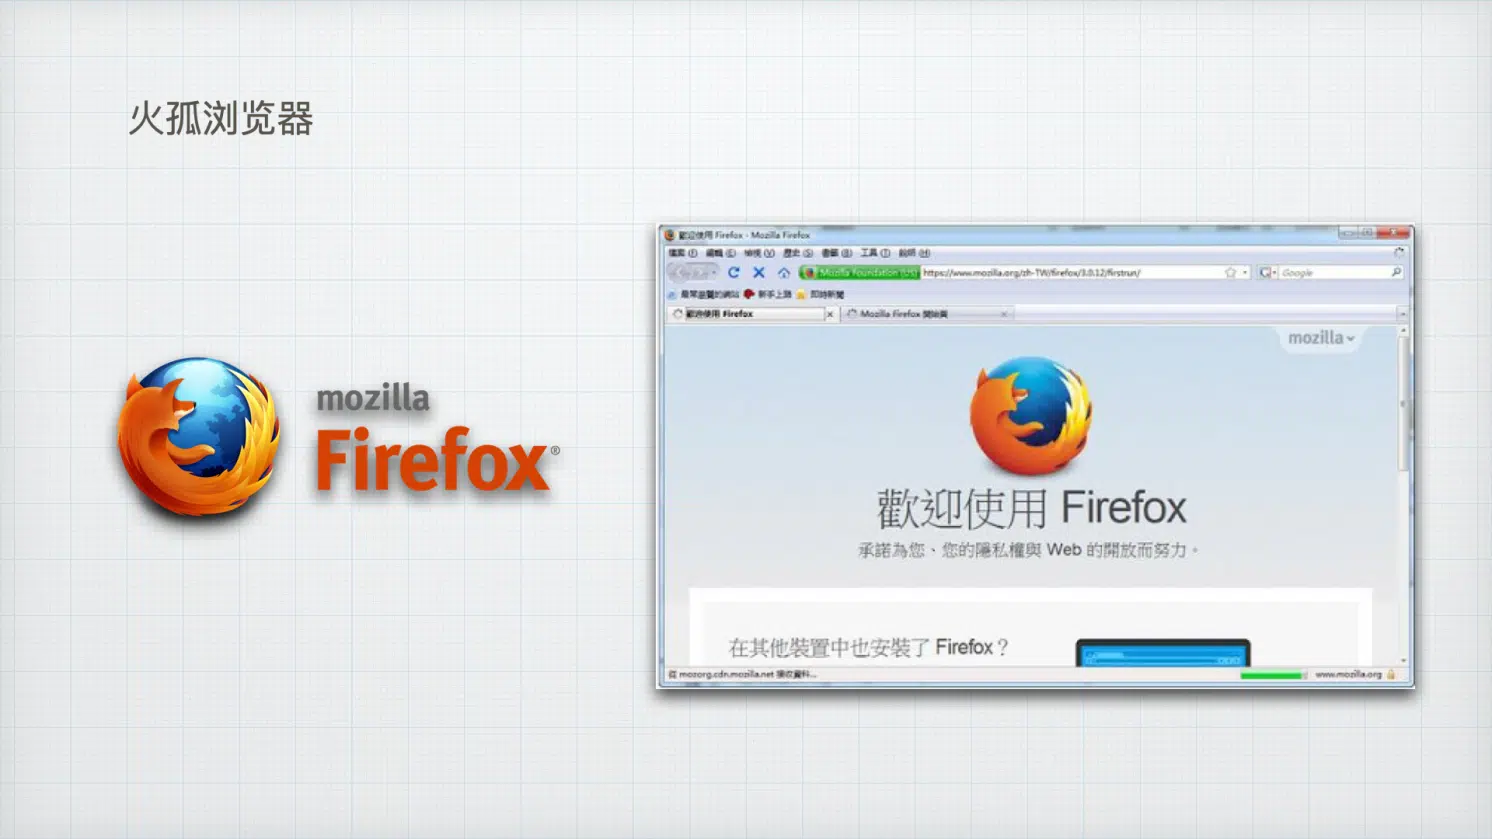 火孤浏览器
mozilla
Firefox®
歡迎使用 Firefox - Mozilla Firefox
檔案(F) 編輯(E) 檢視(V) 歷史(S) 書籤(B) 工具(T) 說明(H)
Mozilla Foundation (US) https://www.mozilla.org/zh-TW/firefox/3.0.12/firstrun/ Google
最常瀏覽的網站 新手上路 即時新聞
歡迎使用 Firefox Mozilla Firefox 開始頁
mozilla
歡迎使用 Firefox
承諾為您、您的隱私權與 Web 的開放而努力。
在其他裝置中也安裝了 Firefox？
從 mozorg.cdn.mozilla.net 接收資料... www.mozilla.org